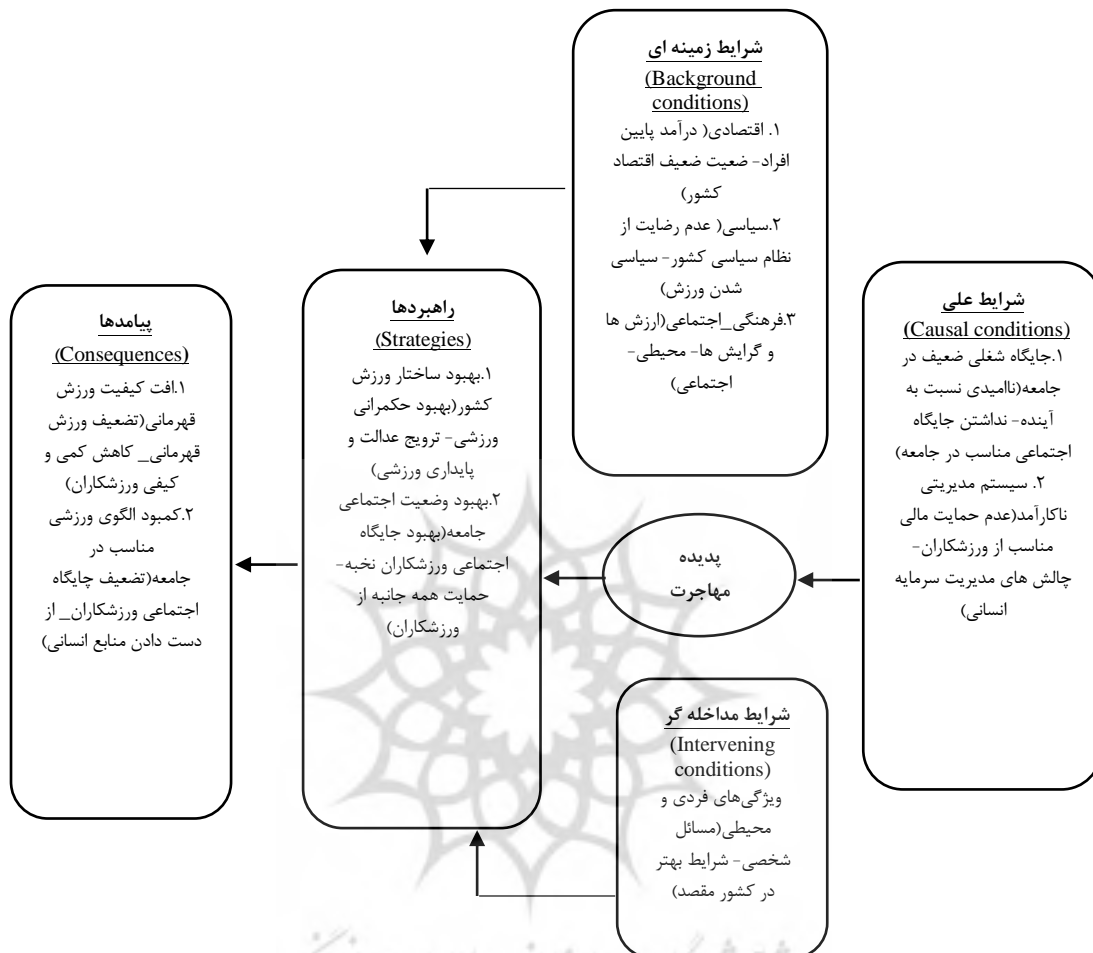 شرایط زمینه ای
(Background
conditions)
۱. اقتصادی( درآمد پایین
افراد- ضعیت ضعیف اقتصاد
کشور)
۲.سیاسی( عدم رضایت از
نظام سیاسی کشور- سیاسی
شدن ورزش)
۳.فرهنگی_اجتماعی(ارزش ها
و گرایش ها- محیطی-
اجتماعی)
شرایط علی
(Causal conditions)
۱.جایگاه شغلی ضعیف در
جامعه(ناامیدی نسبت به
آینده- نداشتن جایگاه
اجتماعی مناسب در جامعه)
۲. سیستم مدیریتی
ناکارآمد(عدم حمایت مالی
مناسب از ورزشکاران-
چالش های مدیریت سرمایه
انسانی)
پدیده
مهاجرت
شرایط مداخله گر
(Intervening
conditions)
ویژگی‌های فردی و
محیطی(مسائل
شخصی- شرایط بهتر
در کشور مقصد)
راهبردها
(Strategies)
۱.بهبود ساختار ورزش
کشور(بهبود حکمرانی
ورزشی- ترویج عدالت و
پایداری ورزشی)
۲.بهبود وضعیت اجتماعی
جامعه(بهبود جایگاه
اجتماعی ورزشکاران نخبه-
حمایت همه جانبه از
ورزشکاران)
پیامدها
(Consequences)
۱.افت کیفیت ورزش
قهرمانی(تضعیف ورزش
قهرمانی_ کاهش کمی و
کیفی ورزشکاران)
۲.کمبود الگوی ورزشی
مناسب در
جامعه(تضعیف چایگاه
اجتماعی ورزشکاران_ از
دست دادن منابع انسانی)